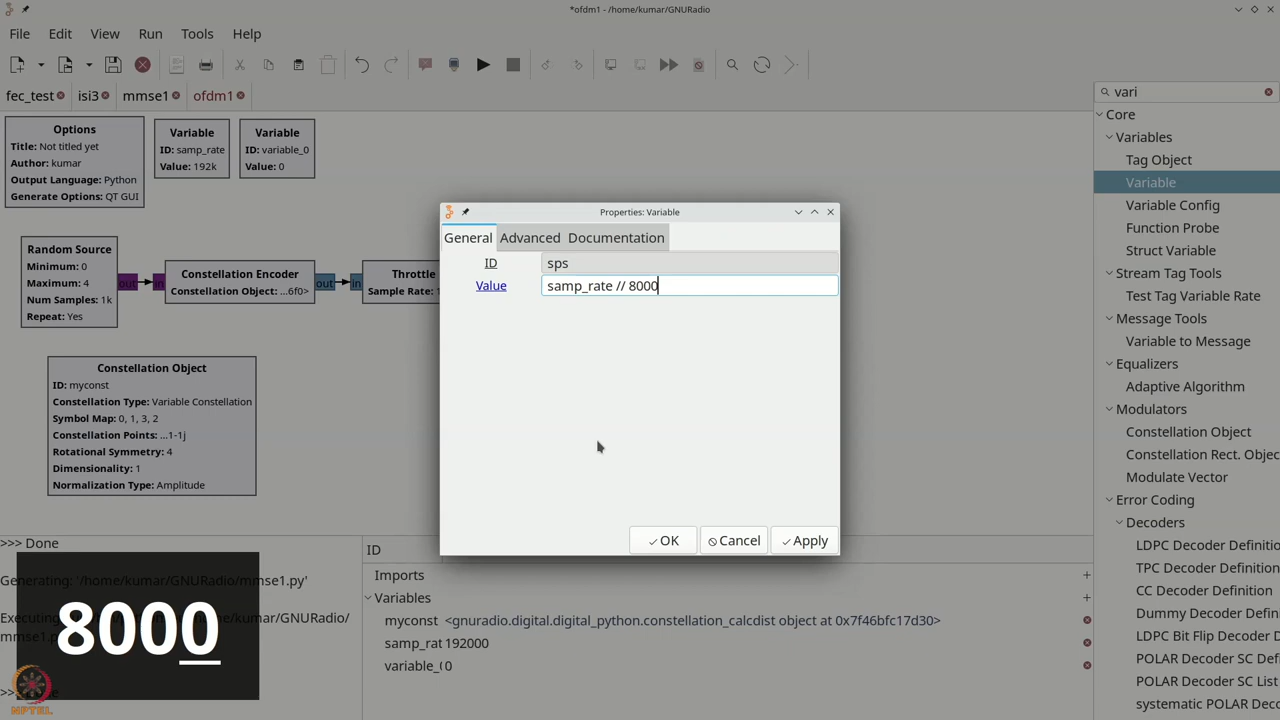 *ofdm1 - /home/kumar/GNURadio
File Edit View Run Tools Help
fec_test isi3 mmse1 ofdm1
vari
Options
Title: Not titled yet
Author: kumar
Output Language: Python
Generate Options: QT GUI
Variable
ID: samp_rate
Value: 192k
Variable
ID: variable_0
Value: 0
Random Source
Minimum: 0
Maximum: 4
Num Samples: 1k
Repeat: Yes
out
in
Constellation Encoder
Constellation Object: ...6f0>
out
in
Throttle
Sample Rate: 1
Constellation Object
ID: myconst
Constellation Type: Variable Constellation
Symbol Map: 0, 1, 3, 2
Constellation Points: ...1-1j
Rotational Symmetry: 4
Dimensionality: 1
Normalization Type: Amplitude
Properties: Variable
General Advanced Documentation
ID sps
Value samp_rate // 8000
OK Cancel Apply
Core
Variables
Tag Object
Variable
Variable Config
Function Probe
Struct Variable
Stream Tag Tools
Test Tag Variable Rate
Message Tools
Variable to Message
Equalizers
Adaptive Algorithm
Modulators
Constellation Object
Constellation Rect. Objec
Modulate Vector
Error Coding
Decoders
LDPC Decoder Definitio
TPC Decoder Definition
CC Decoder Definition
Dummy Decoder Defini
LDPC Bit Flip Decoder D
POLAR Decoder SC Defi
POLAR Decoder SC List
systematic POLAR Deco
>>> Done
Generating: '/home/kumar/GNURadio/mmse1.py'
8000
NPTEL
ID
Imports
Variables
myconst <gnuradio.digital.digital_python.constellation_calcdist object at 0x7f46bfc17d30>
samp_rat 192000
variable_( 0